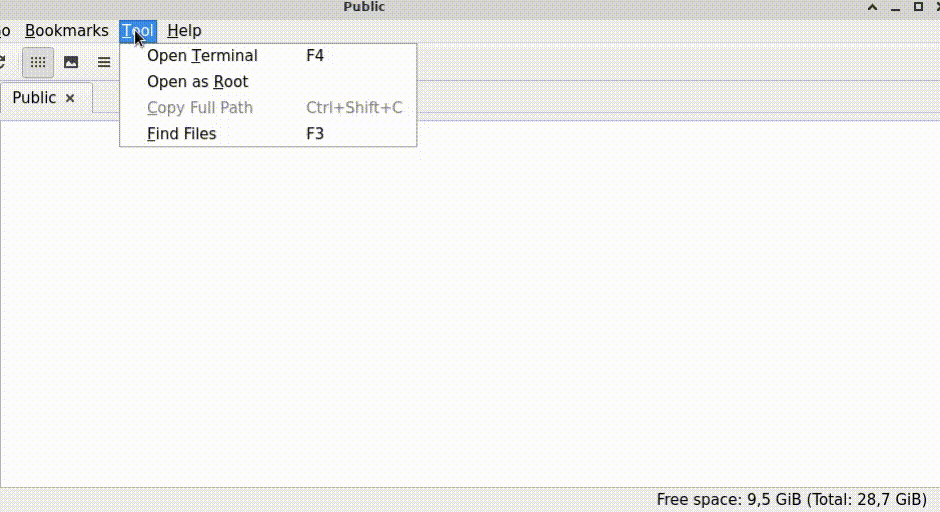 Public
o Bookmarks Tool Help
Open Terminal F4
Open as Root
Public
Copy Full Path Ctrl+Shift+C
Find Files F3
Free space: 9,5 GiB (Total: 28,7 GiB)